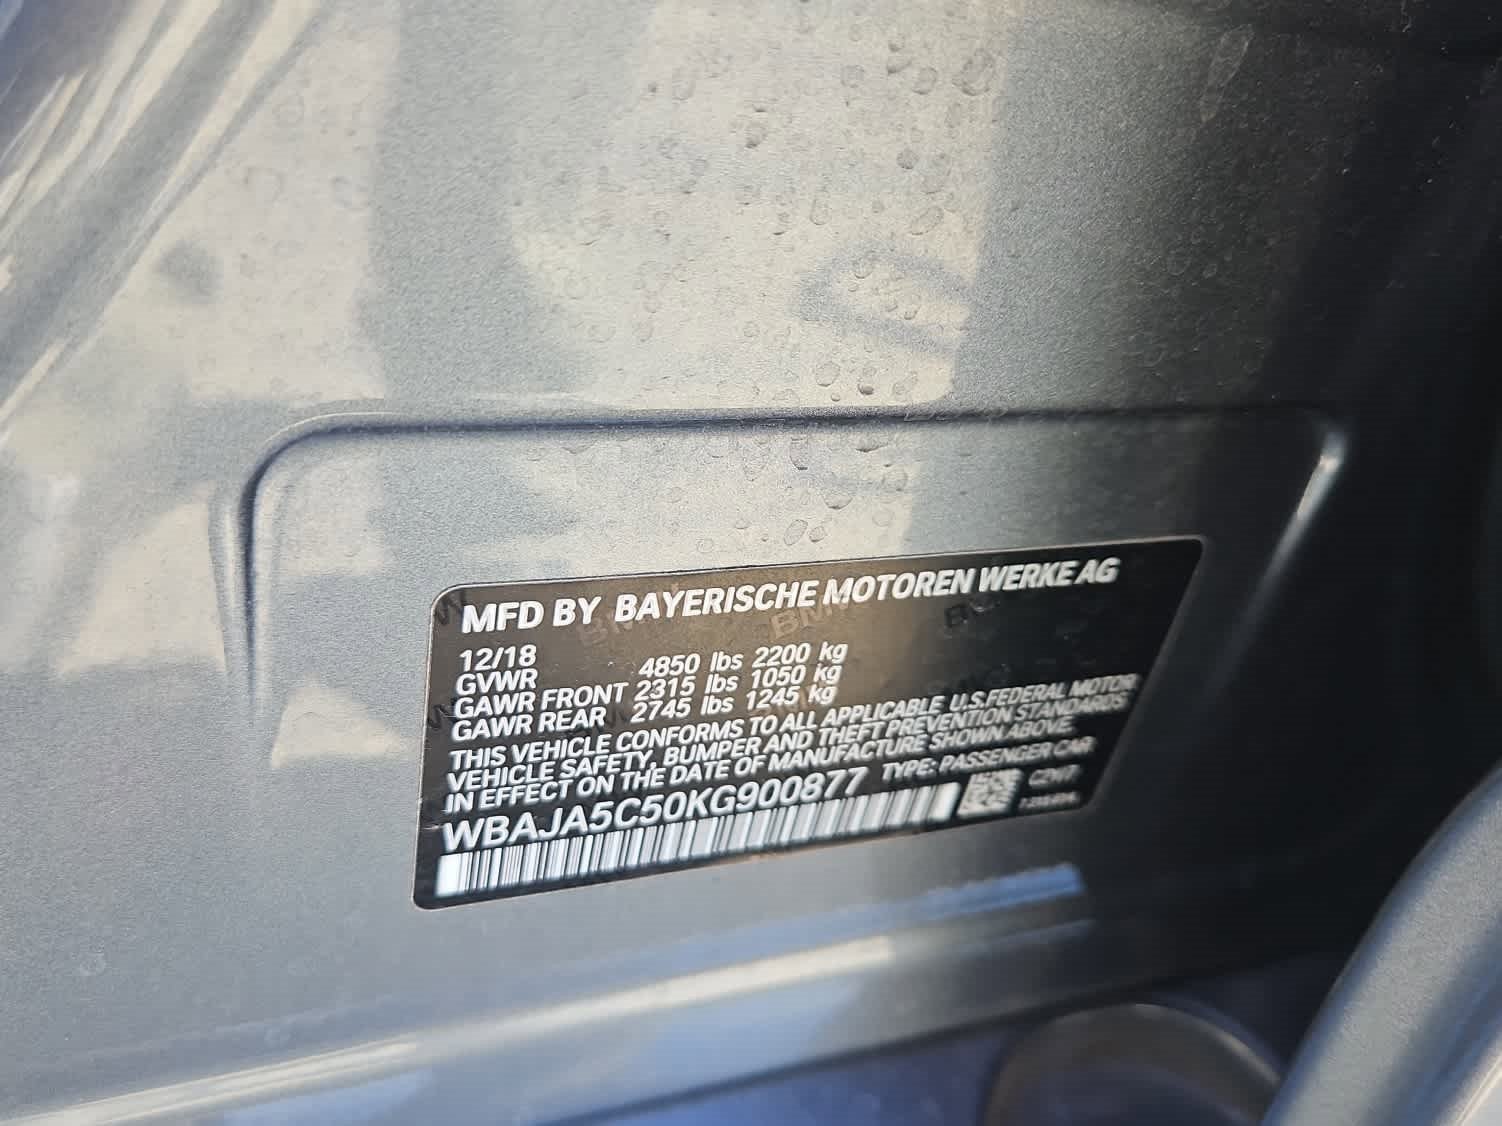 MFD BY BAYERISCHE MOTOREN WERKE AG
12/18
GVWR 4850 lbs 2200 kg
GAWR FRONT 2315 lbs 1050 kg
GAWR REAR 2745 lbs 1245 kg
THIS VEHICLE CONFORMS TO ALL APPLICABLE U.S.FEDERAL MOTOR
VEHICLE SAFETY, BUMPER AND THEFT PREVENTION STANDARDS
IN EFFECT ON THE DATE OF MANUFACTURE SHOWN ABOVE
WBAJA5C50KG900877 TYPE: PASSENGER CAR